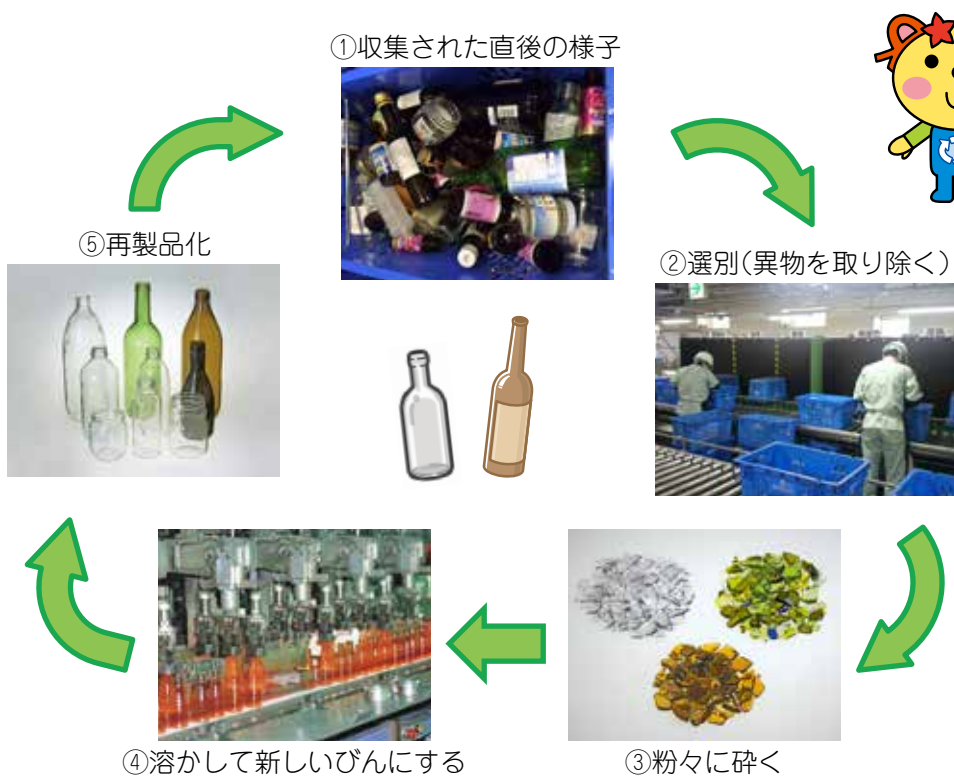 ①収集された直後の様子
②選別(異物を取り除く)
③粉々に砕く
④溶かして新しいびんにする
⑤再製品化